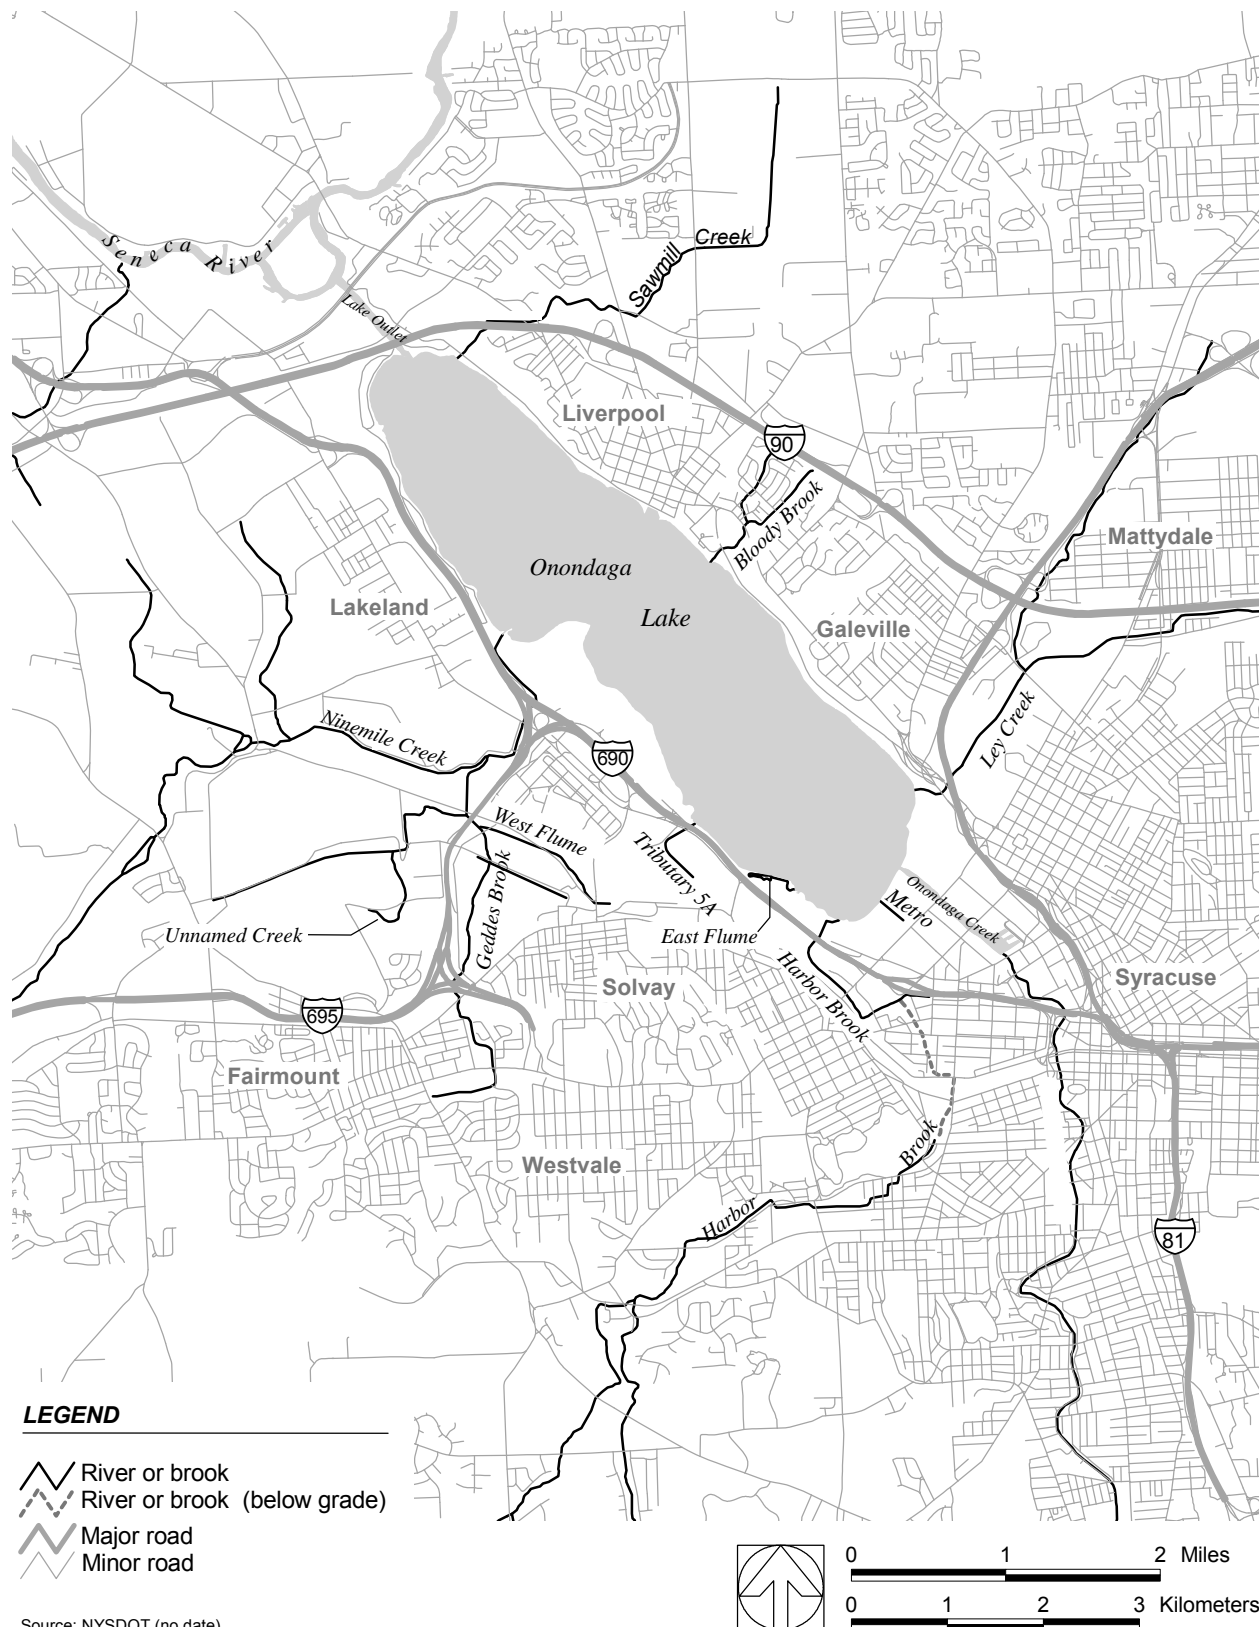 Seneca River
Sawmill Creek
Lake Outlet
Liverpool
90
Bloody Brook
Mattydale
Onondaga
Lake
Lakeland
Galeville
Ninemile Creek
Ley Creek
690
West Flume
Tributary 5A
Geddes Brook
Onondaga Creek
Metro
Unnamed Creek
East Flume
Harbor Brook
Solvay
Syracuse
695
Fairmount
Westvale
Harbor Brook
81
LEGEND
River or brook
River or brook (below grade)
Major road
Minor road
0 1 2 Miles
0 1 2 3 Kilometers
Source: NYSDOT (no date)